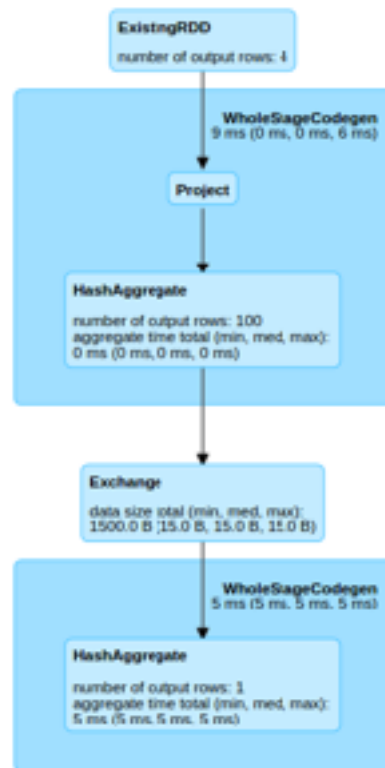 ExistngRDD
number of output rows: 4
WholeStageCodegen
9 ms (0 ms, 0 ms, 6 ms)
Project
HashAggregate
number of output rows: 100
aggregate time total (min, med, max):
0 ms (0 ms, 0 ms, 0 ms)
Exchange
data size total (min, med, max):
1500.0 B (15.0 B, 15.0 B, 15.0 B)
WholeStageCodegen
5 ms (5 ms, 5 ms, 5 ms)
HashAggregate
number of output rows: 1
aggregate time total (min, med, max):
5 ms (5 ms, 5 ms, 5 ms)